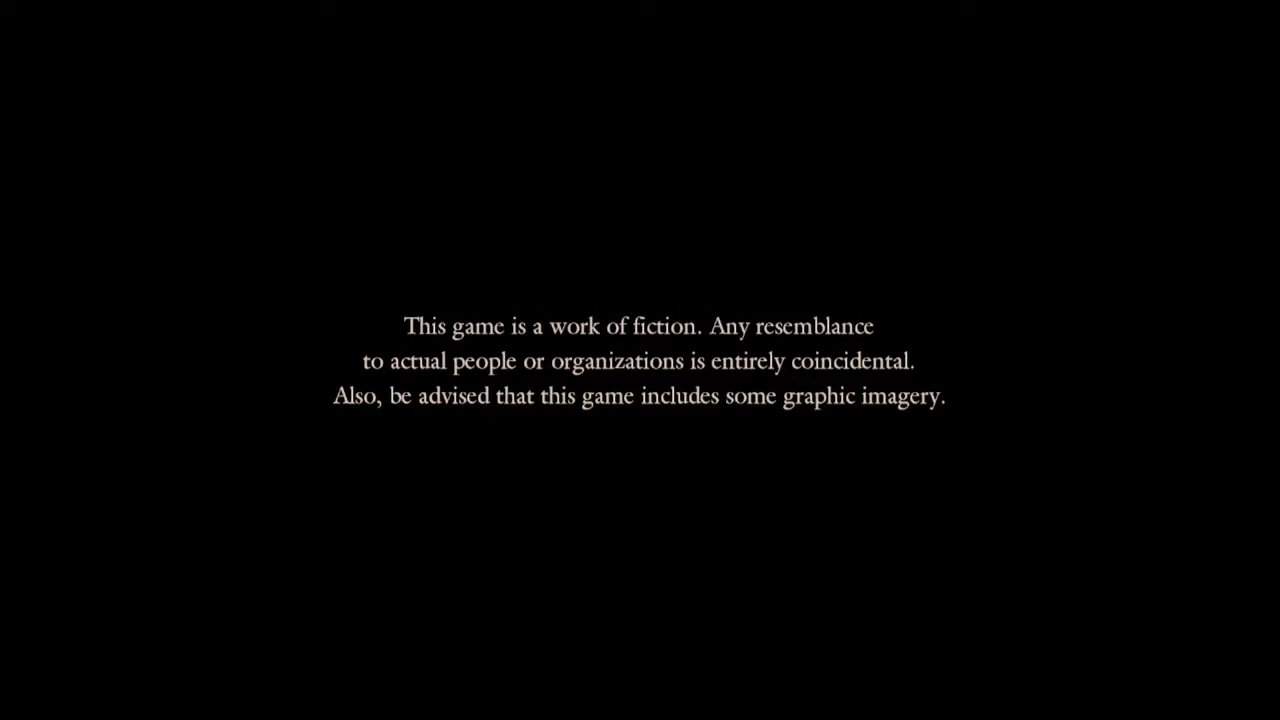 This game is a work of fiction. Any resemblance
to actual people or organizations is entirely coincidental.
Also, be advised that this game includes some graphic imagery.